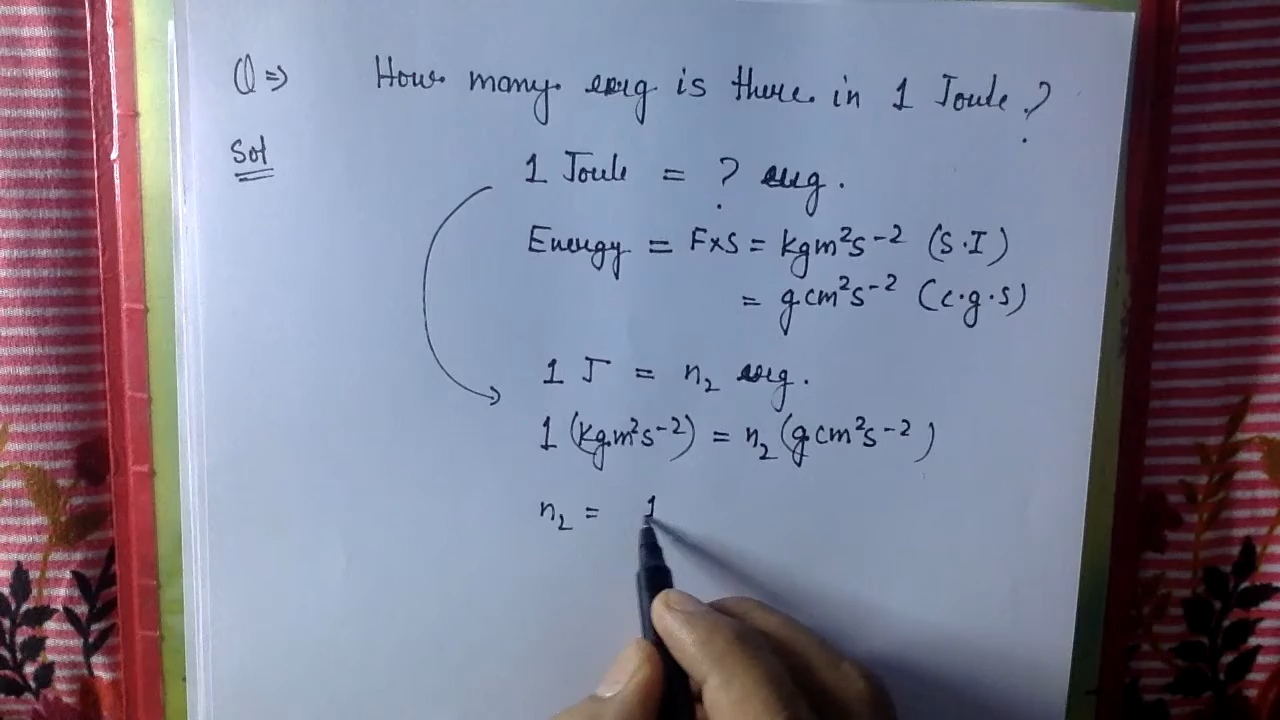 Q ⇒ How many erg is there in 1 Joule ?
Sol
1 Joule = ? erg.
Energy = F×S = kgm²s⁻² (S.I)
= gcm²s⁻² (c.g.s)
1 J = n₂ erg.
1 (kgm²s⁻²) = n₂ (gcm²s⁻²)
n₂ = 1